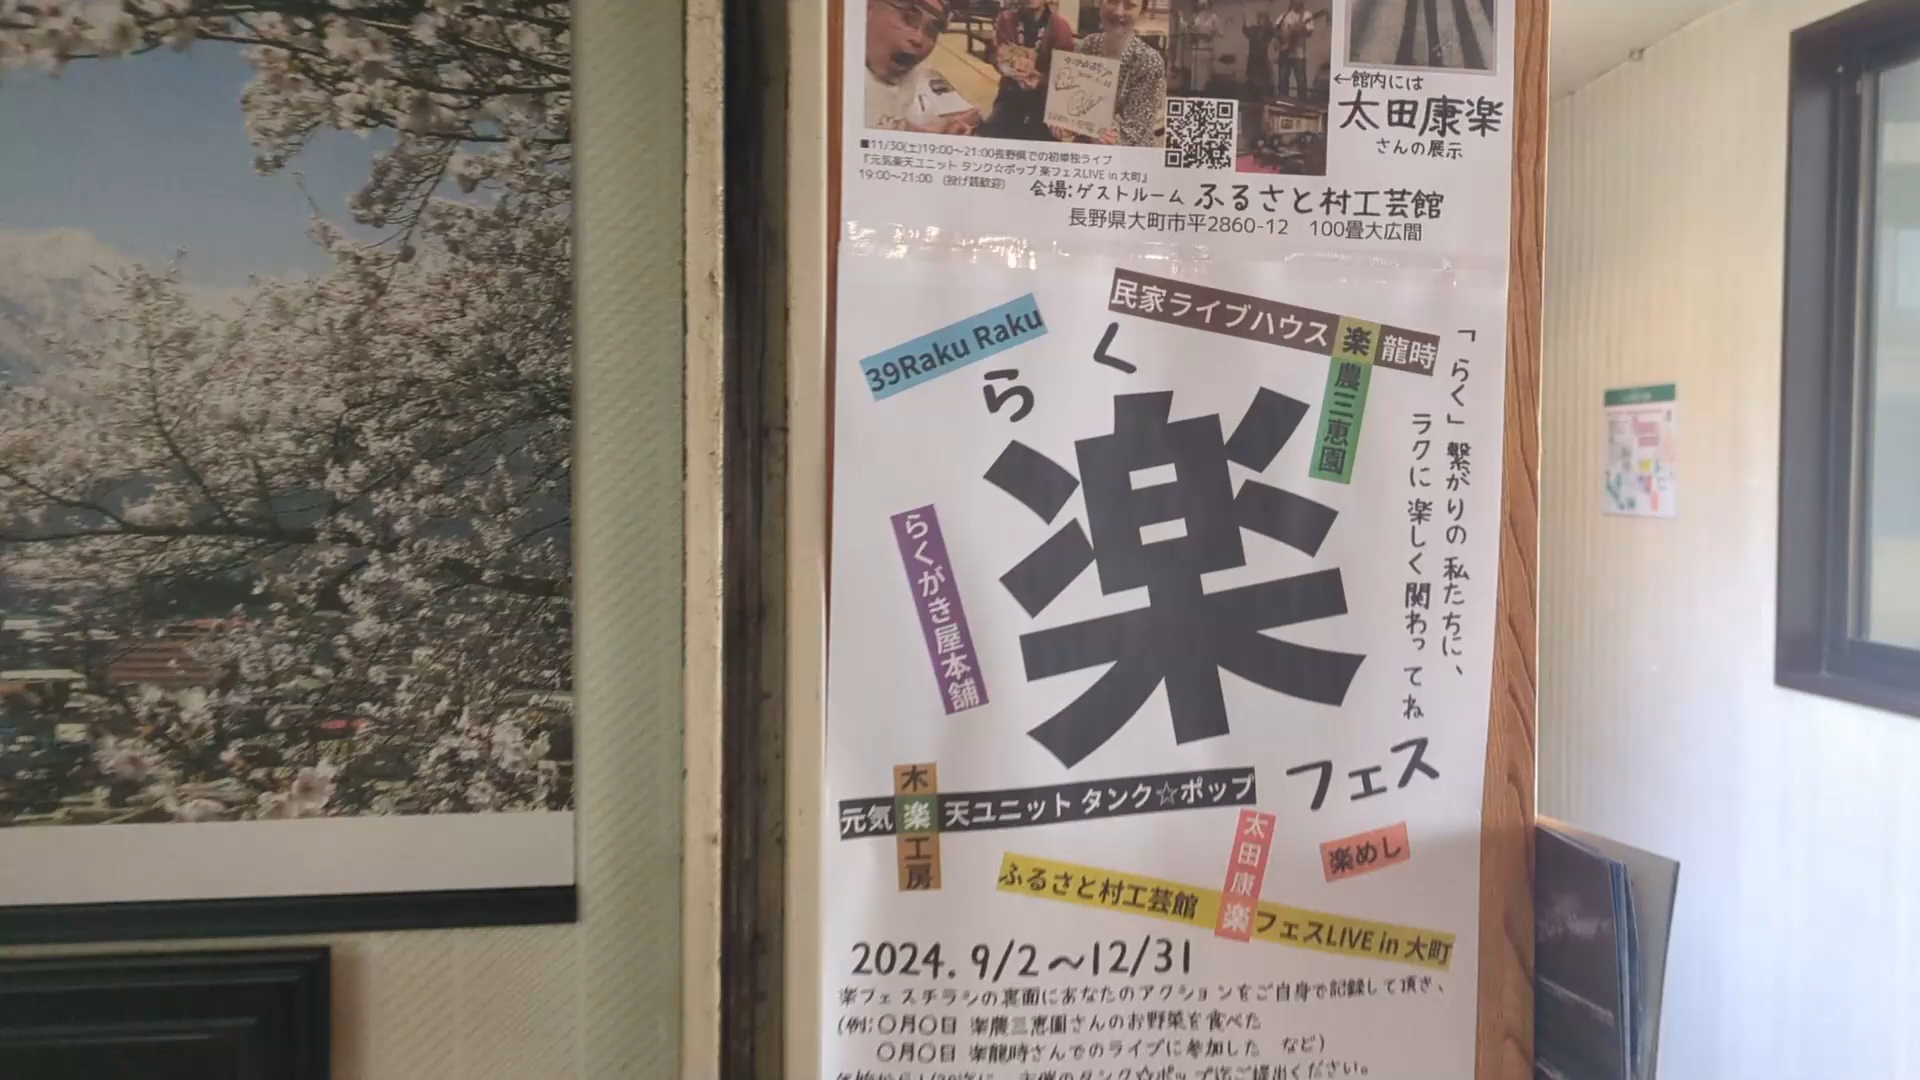 ←館内には
太田康楽
さんの展示
■11/30(土)19:00〜21:00長野県での初単独ライブ
『元気楽天ユニット タンク☆ポップ 楽フェスLIVE in 大町』
19:00〜21:00 (投げ銭歓迎)
会場:ゲストルーム ふるさと村工芸館
長野県大町市平2860-12 100畳大広間
39Raku Raku
民家ライブハウス楽龍時
楽農三恵園
らく
楽
フェス
「らく」繋がりの私たちに、
ラクに楽しく関わってね
らくがき屋本舗
木楽工房
元気楽天ユニット タンク☆ポップ
太田康楽
楽めし
ふるさと村工芸館 楽フェスLIVE in 大町
2024. 9/2〜12/31
楽フェスチラシの裏面にあなたのアクションをご自身で記録して頂き、
(例:〇月〇日 楽農三恵園さんのお野菜を食べた
〇月〇日 楽龍時さんでのライブに参加した など)